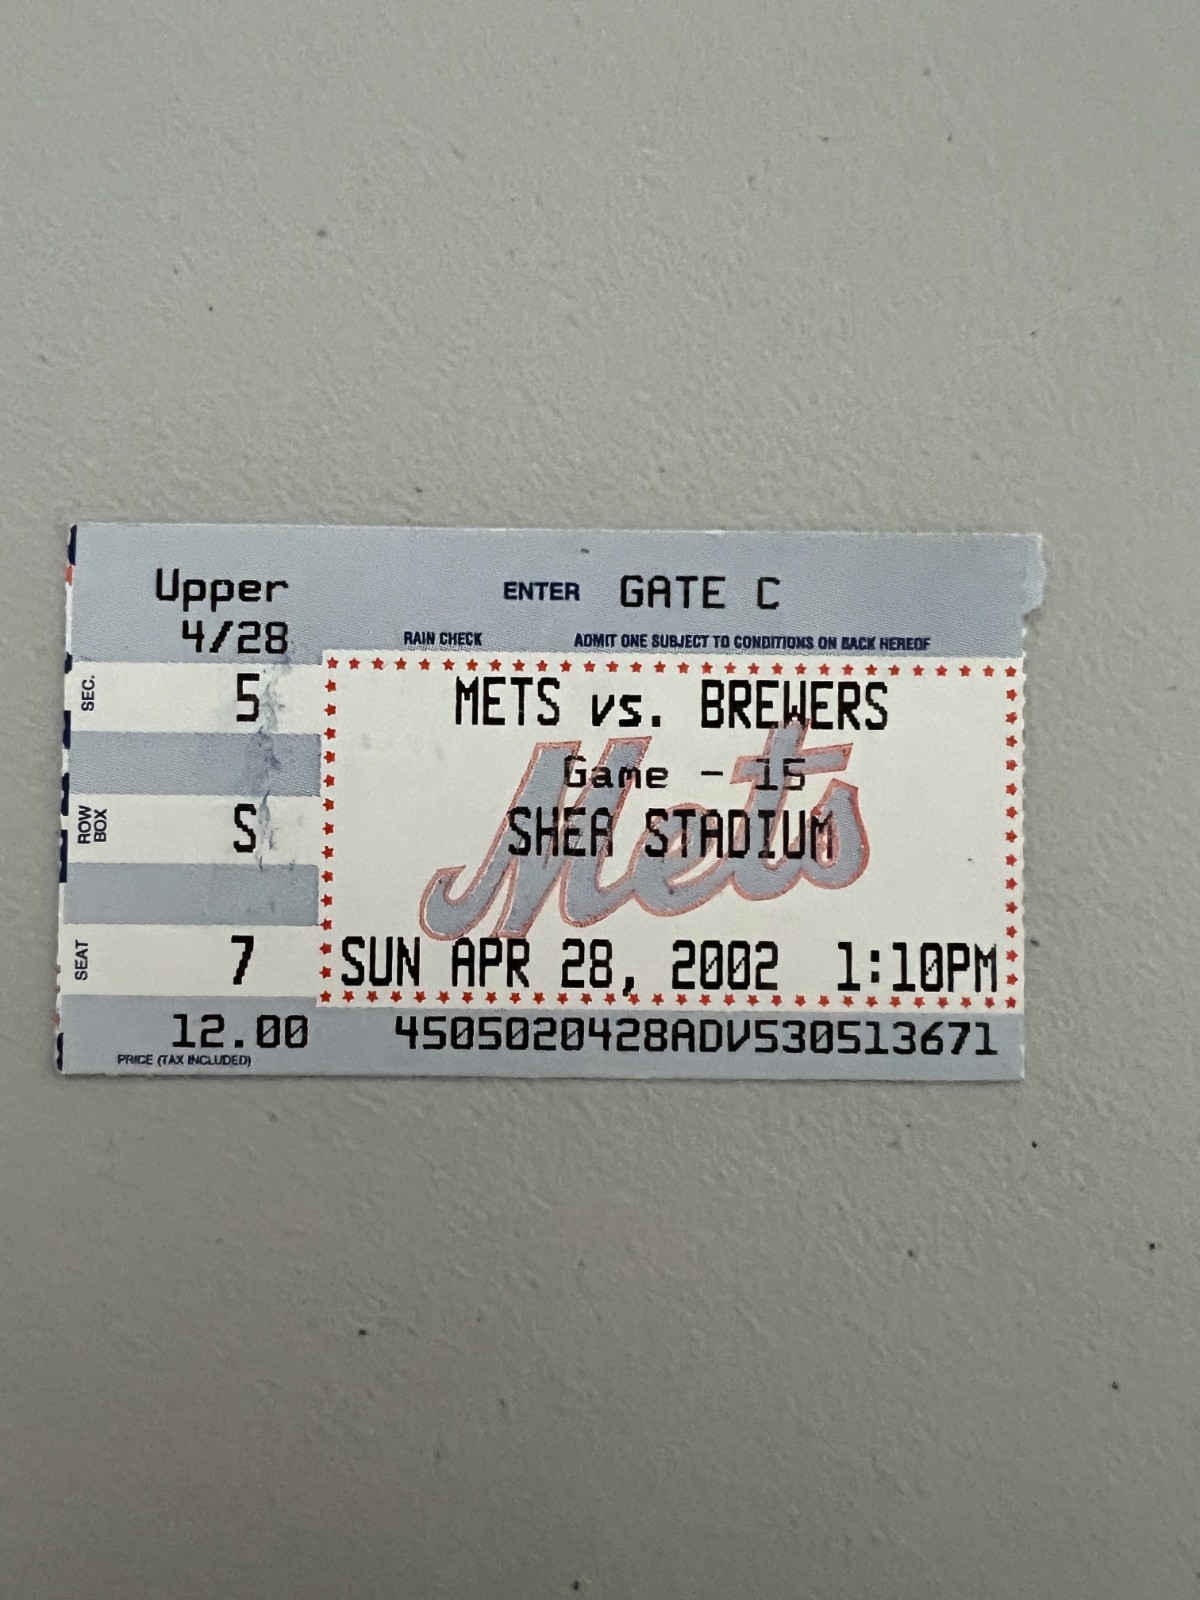 Upper
4/28
SEC. 5
ROW
BOX S
SEAT 7
12.00
PRICE (TAX INCLUDED)
ENTER GATE C
RAIN CHECK ADMIT ONE SUBJECT TO CONDITIONS ON BACK HEREOF
METS vs. BREWERS
Game - 15
SHEA STADIUM
Mets
SUN APR 28, 2002 1:10PM
4505020428ADV530513671